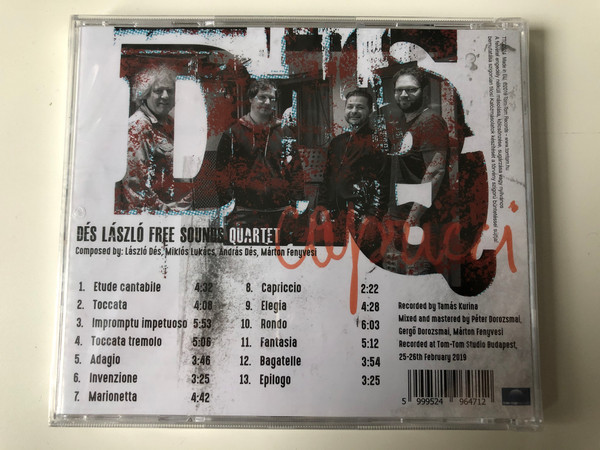 DÉS
Q
capricci
DÉS LÁSZLÓ FREE SOUNDS QUARTET
Composed by: László Dés, Miklós Lukács, András Dés, Márton Fenyvesi
1. Etude cantabile 4:32
2. Toccata 4:08
3. Impromptu impetuoso 5:53
4. Toccata tremolo 5:06
5. Adagio 3:46
6. Invenzione 3:25
7. Marionetta 4:42
8. Capriccio 2:22
9. Elegia 4:28
10. Rondo 6:03
11. Fantasia 5:12
12. Bagatelle 3:54
13. Epilogo 3:25
Recorded by Tamás Kurina
Mixed and mastered by Péter Dorozsmai,
Gergő Dorozsmai, Márton Fenyvesi
Recorded at Tom-Tom Studio Budapest,
25-26th February 2019
5 999524 964712